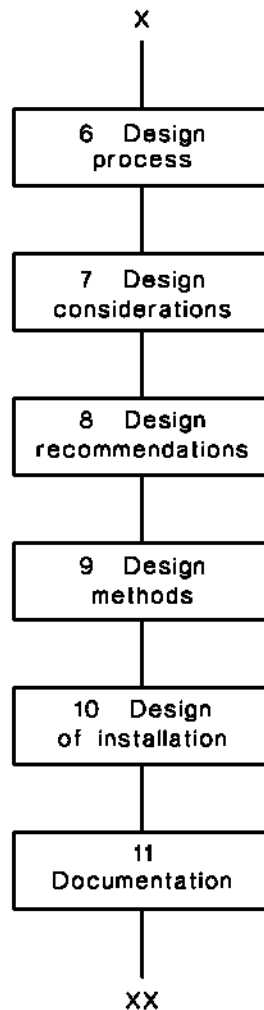 X
6 Design
process
7 Design
considerations
8 Design
recommendations
9 Design
methods
10 Design
of installation
11
Documentation
XX